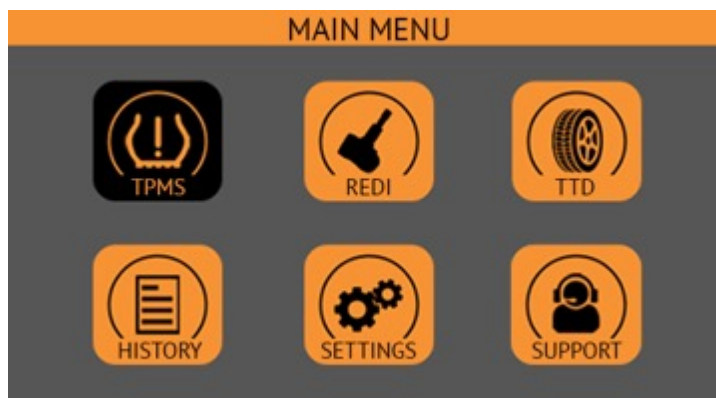 MAIN MENU
TPMS
REDI
TTD
HISTORY
SETTINGS
SUPPORT